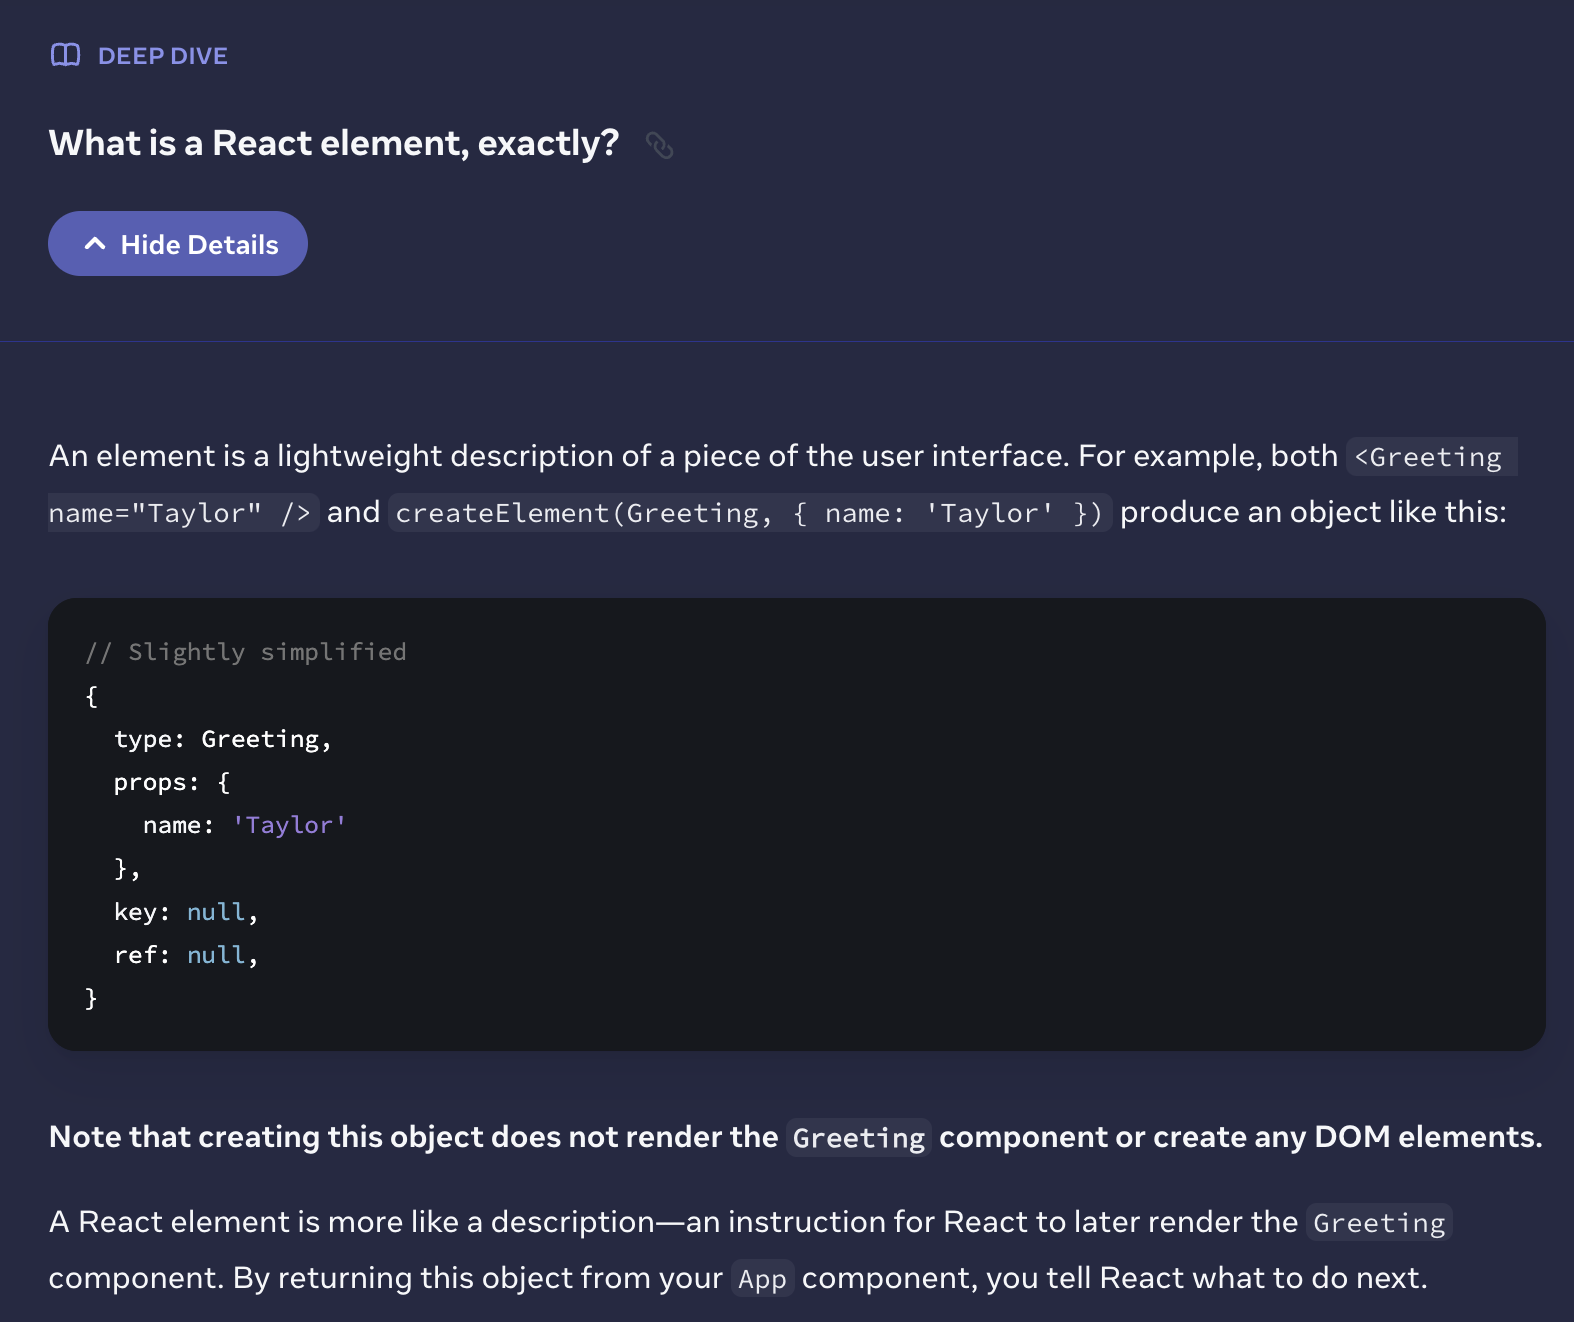 DEEP DIVE
What is a React element, exactly?
Hide Details
An element is a lightweight description of a piece of the user interface. For example, both <Greeting
name="Taylor" /> and createElement(Greeting, { name: 'Taylor' }) produce an object like this:
// Slightly simplified
{
  type: Greeting,
  props: {
    name: 'Taylor'
  },
  key: null,
  ref: null,
}
Note that creating this object does not render the Greeting component or create any DOM elements.
A React element is more like a description—an instruction for React to later render the Greeting
component. By returning this object from your App component, you tell React what to do next.